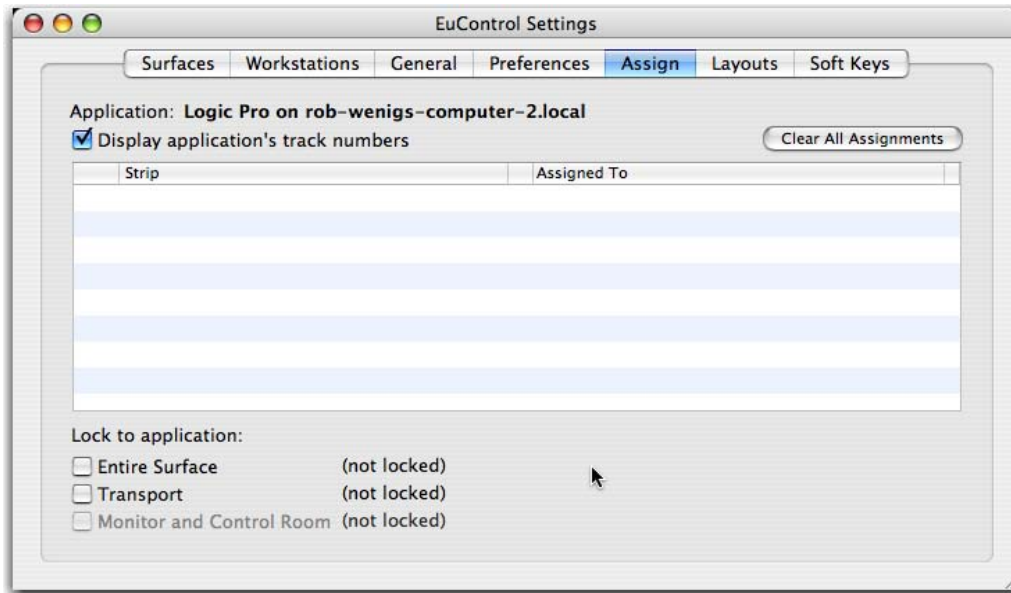 EuControl Settings
Surfaces Workstations General Preferences Assign Layouts Soft Keys
Application: Logic Pro on rob-wenigs-computer-2.local
Display application's track numbers
Clear All Assignments
Strip Assigned To
Lock to application:
Entire Surface (not locked)
Transport (not locked)
Monitor and Control Room (not locked)